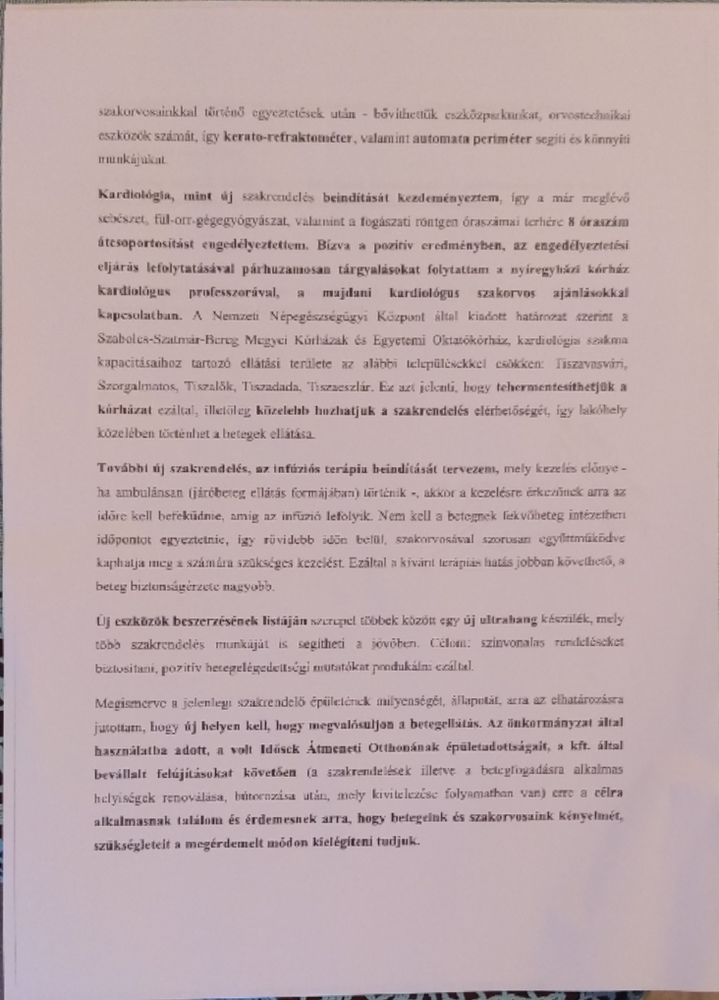 szakorvosainkkal történő egyeztetések után - bővíthettük eszközparkunkat, orvostechnikai
eszközök számát, így kerato-refraktométer, valamint automata periméter segíti és könnyíti
munkájukat.
Kardiológia, mint új szakrendelés beindítását kezdeményeztem, így a már meglévő
sebészet, fül-orr-gégegyógyászat, valamint a fogászati röntgen óraszámai terhére 8 óraszám
átcsoportosítást engedélyeztettem. Bízva a pozitív eredményben, az engedélyeztetési
eljárás lefolytatásával párhuzamosan tárgyalásokat folytattam a nyíregyházi kórház
kardiológus professzorával, a majdani kardiológus szakorvos ajánlásokkal
kapcsolatban. A Nemzeti Népegészségügyi Központ által kiadott határozat szerint a
Szabolcs-Szatmár-Bereg Megyei Kórházak és Egyetemi Oktatókórház, kardiológia szakma
kapacitásaihoz tartozó ellátási területe az alábbi településekkel csökken: Tiszavasvári,
Szorgalmatos, Tiszalök, Tiszadada, Tiszaeszlár. Ez azt jelenti, hogy tehermentesíthetjük a
kórházat ezáltal, illetőleg közelebb hozhatjuk a szakrendelés elérhetőségét, így lakóhely
közelében történhet a betegek ellátása.
További új szakrendelés, az infúziós terápia beindítását tervezem, mely kezelés előnye -
ha ambulánsan (járóbeteg ellátás formájában) történik -, akkor a kezelésre érkezőnek arra az
időre kell befeküdnie, amíg az infúzió lefolyik. Nem kell a betegnek fekvőbeteg intézetben
időpontot egyeztetnie, így rövidebb időn belül, szakorvosával szorosan együttműködve
kaphatja meg a számára szükséges kezelést. Ezáltal a kívánt terápiás hatás jobban követhető, a
beteg biztonságérzete nagyobb.
Új eszközök beszerzésének listáján szerepel többek között egy új ultrahang készülék, mely
több szakrendelés munkáját is segítheti a jövőben. Célom: színvonalas rendeléseket
biztosítani, pozitív betegelégedettségi mutatókat produkálni ezáltal.
Megismerve a jelenlegi szakrendelő épületének milyenségét, állapotát, arra az elhatározásra
jutottam, hogy új helyen kell, hogy megvalósuljon a betegellátás. Az önkormányzat által
használatba adott, a volt Idősek Átmeneti Otthonának épületadottságait, a kft. által
bevállalt felújításokat követően (a szakrendelések illetve a betegfogadásra alkalmas
helyiségek renoválása, bútorozása után, mely kivitelezése folyamatban van) erre a célra
alkalmasnak találom és érdemesnek arra, hogy betegeink és szakorvosaink kényelmét,
szükségleteit a megérdemelt módon kielégíteni tudjuk.